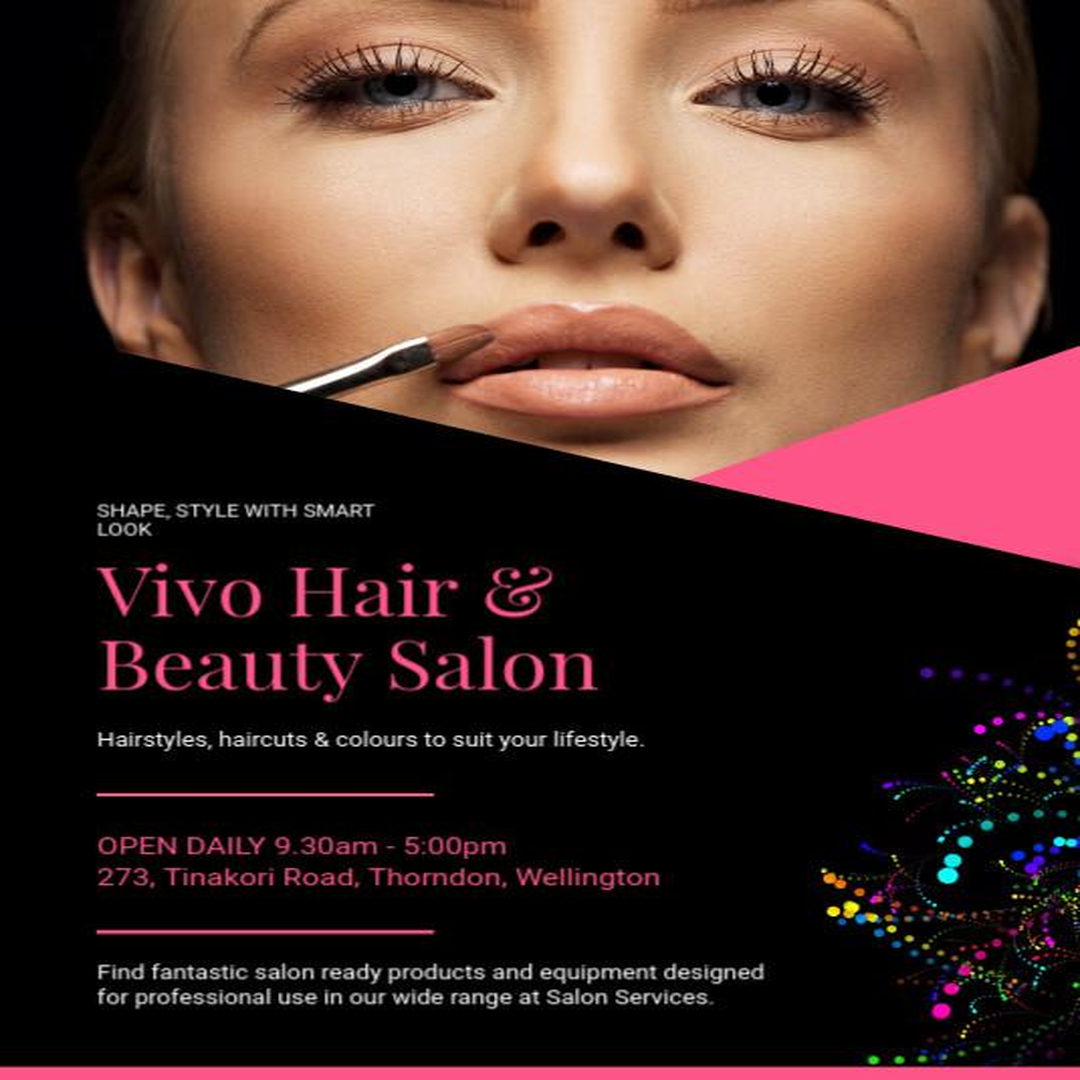 SHAPE, STYLE WITH SMART
LOOK
Vivo Hair &
Beauty Salon
Hairstyles, haircuts & colours to suit your lifestyle.
OPEN DAILY 9.30am - 5:00pm
273, Tinakori Road, Thorndon, Wellington
Find fantastic salon ready products and equipment designed
for professional use in our wide range at Salon Services.